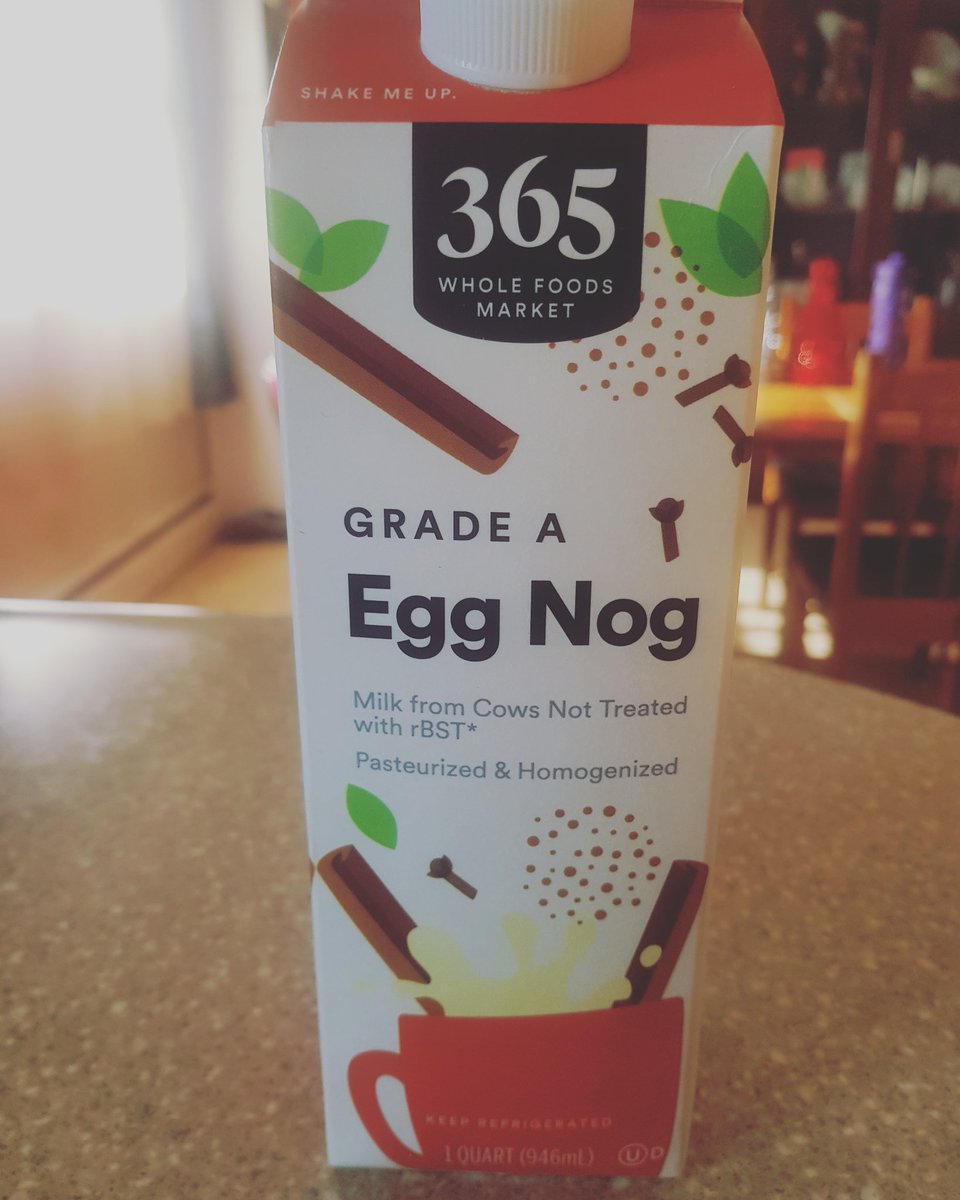 SHAKE ME UP.
365
WHOLE FOODS
MARKET
GRADE A
Egg Nog
Milk from Cows Not Treated
with rBST*
Pasteurized & Homogenized
KEEP REFRIGERATED
1 QUART (946mL) U D